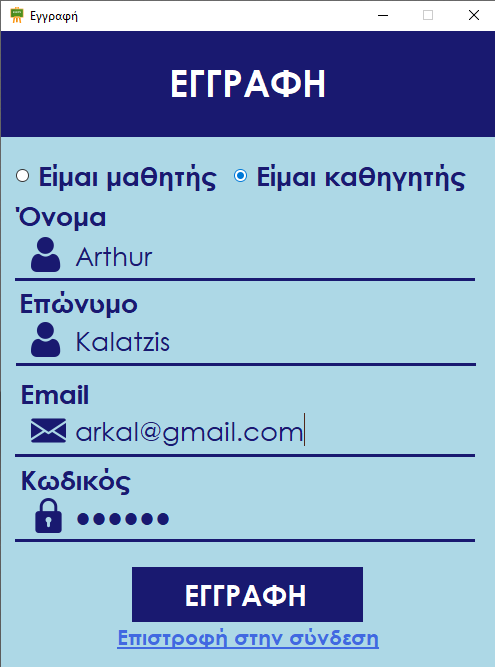 Εγγραφή
ΕΓΓΡΑΦΗ
Είμαι μαθητής Είμαι καθηγητής
Όνομα
Arthur
Επώνυμο
Kalatzis
Email
arkal@gmail.com
Κωδικός
••••••
ΕΓΓΡΑΦΗ
Επιστροφή στην σύνδεση